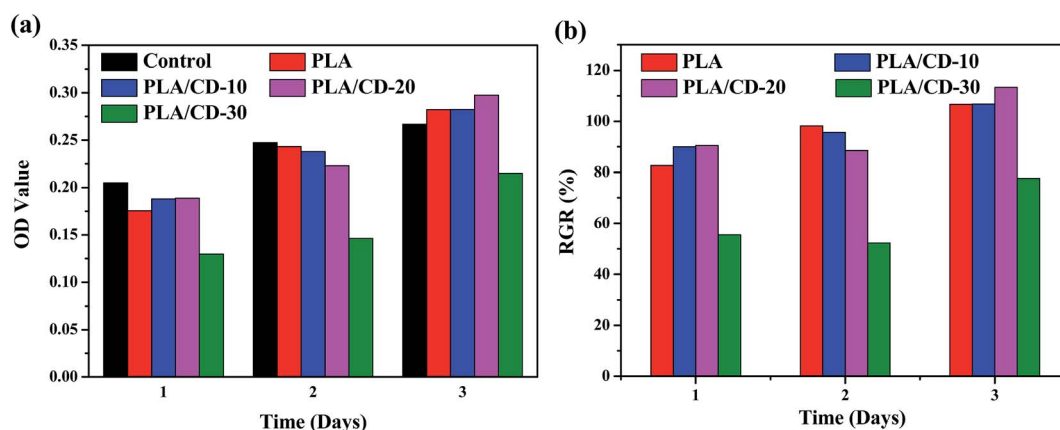 (a)
Control PLA
PLA/CD-10 PLA/CD-20
PLA/CD-30
0.35
0.30
0.25
0.20
0.15
0.10
0.05
0.00
OD Value
1 2 3
Time (Days)
(b)
PLA PLA/CD-10
PLA/CD-20 PLA/CD-30
120
100
80
60
40
20
0
RGR (%)
1 2 3
Time (Days)